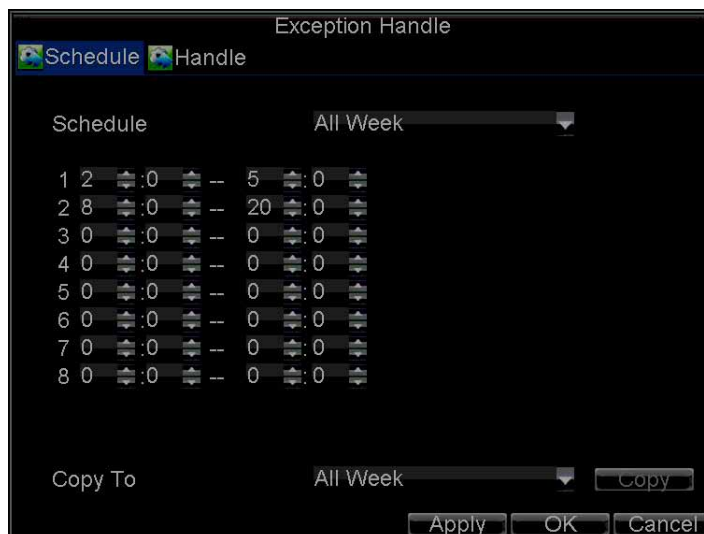 Exception Handle
Schedule Handle
Schedule All Week
1 2 :0 -- 5 :0
2 8 :0 -- 20 :0
3 0 :0 -- 0 :0
4 0 :0 -- 0 :0
5 0 :0 -- 0 :0
6 0 :0 -- 0 :0
7 0 :0 -- 0 :0
8 0 :0 -- 0 :0
Copy To All Week Copy
Apply OK Cancel